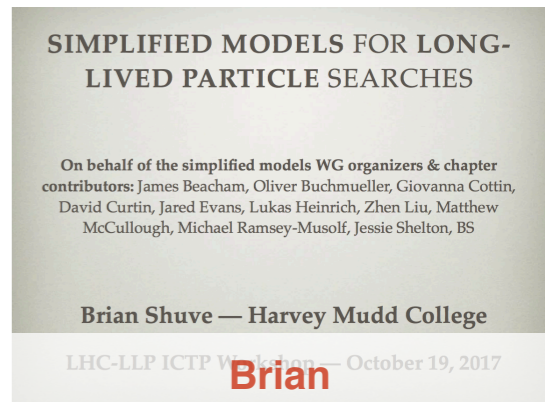 SIMPLIFIED MODELS FOR LONG-
LIVED PARTICLE SEARCHES
On behalf of the simplified models WG organizers & chapter
contributors: James Beacham, Oliver Buchmueller, Giovanna Cottin,
David Curtin, Jared Evans, Lukas Heinrich, Zhen Liu, Matthew
McCullough, Michael Ramsey-Musolf, Jessie Shelton, BS
Brian Shuve — Harvey Mudd College
LHC-LLP ICTP Workshop — October 19, 2017
Brian